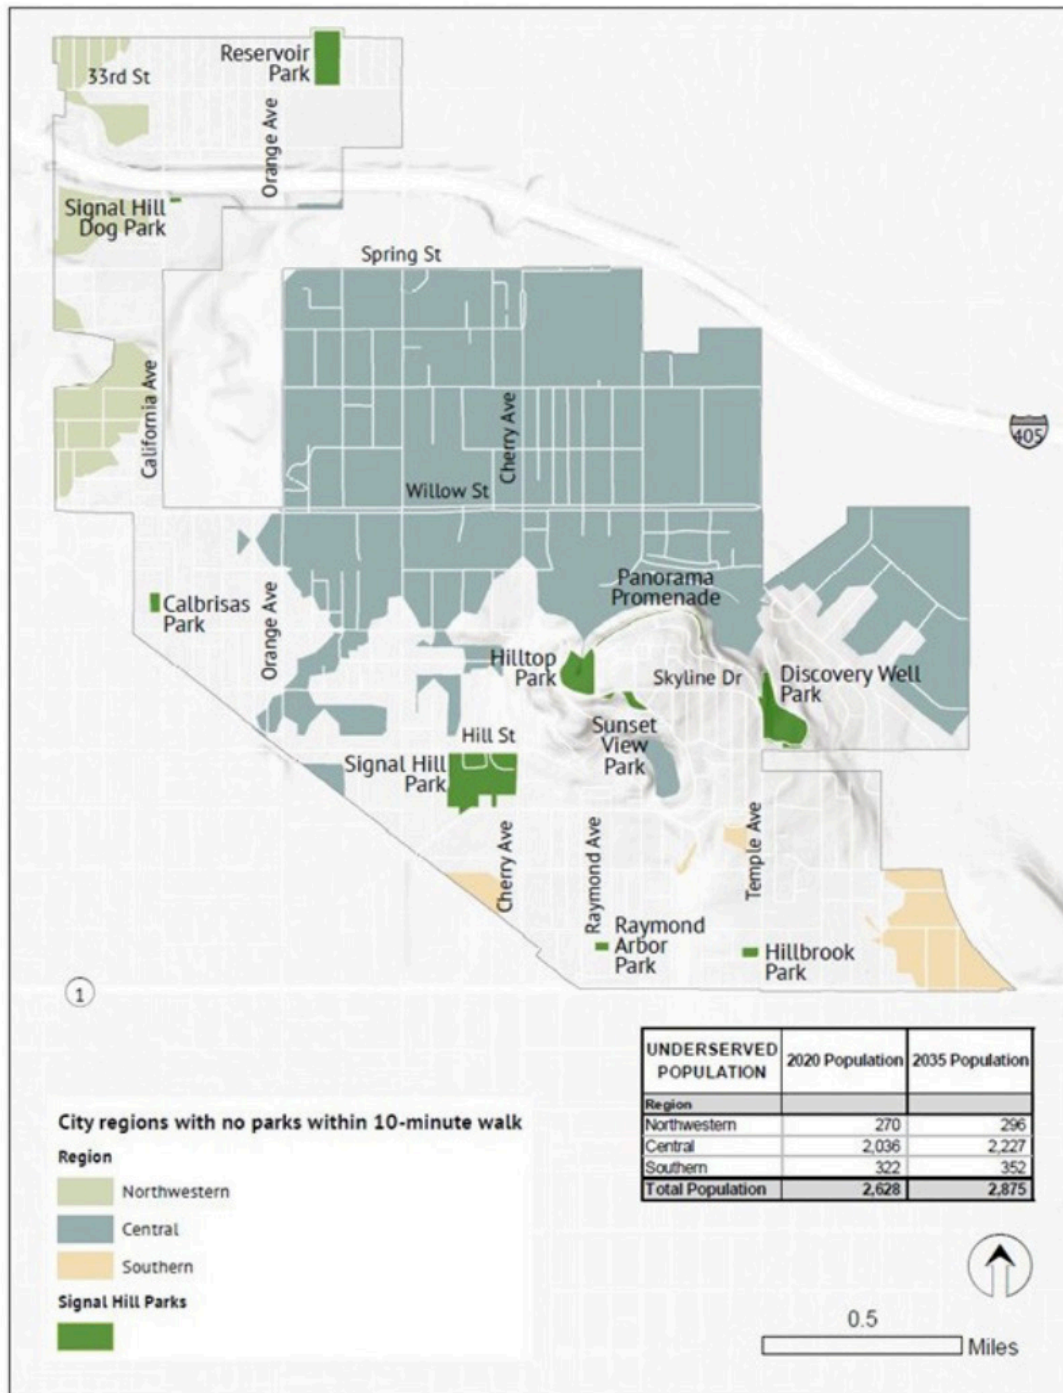 Reservoir
Park
33rd St
Orange Ave
Signal Hill
Dog Park
Spring St
California Ave
Cherry Ave
405
Willow St
Panorama
Promenade
Calbrisas
Park
Orange Ave
Hilltop
Park
Skyline Dr
Discovery Well
Park
Sunset
View
Park
Hill St
Signal Hill
Park
Cherry Ave
Raymond Ave
Temple Ave
Raymond
Arbor
Park
Hillbrook
Park
1
UNDERSERVED
POPULATION 2020 Population 2035 Population
Region
Northwestern 270 296
Central 2,036 2,227
Southern 322 352
Total Population 2,628 2,875
City regions with no parks within 10-minute walk
Region
Northwestern
Central
Southern
Signal Hill Parks
0.5
Miles